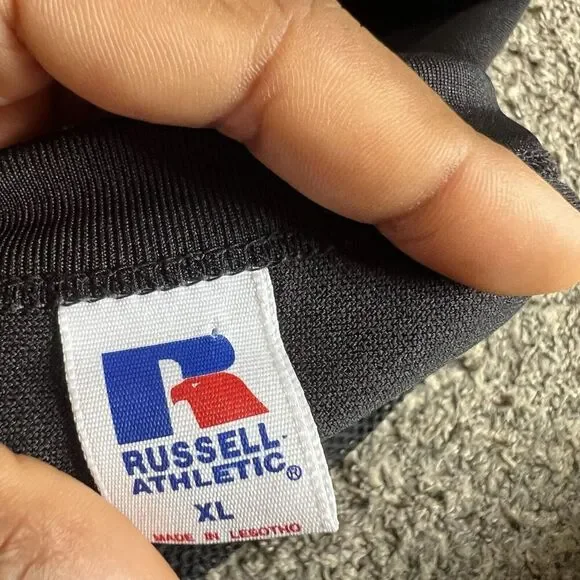 R
RUSSELL
ATHLETIC®
XL
MADE IN LESOTHO